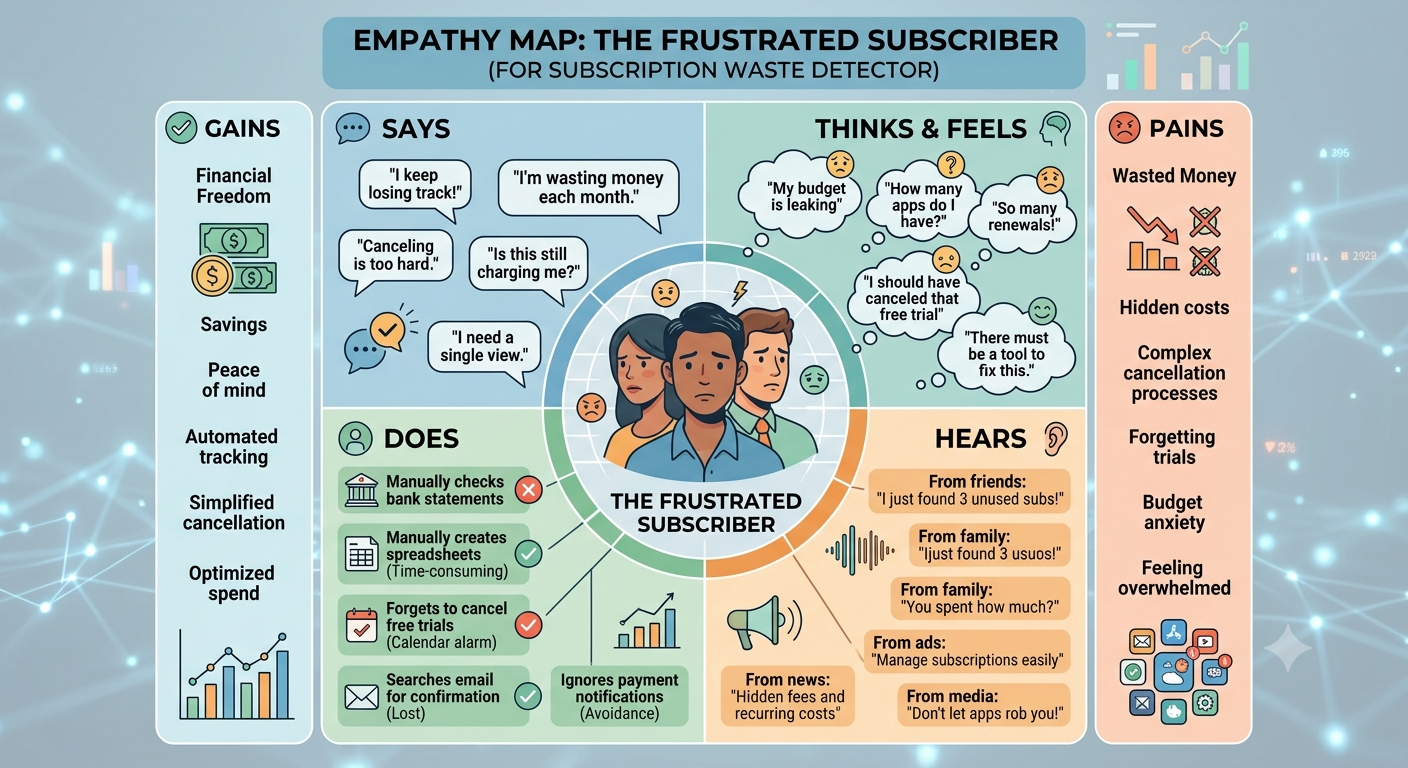 EMPATHY MAP: THE FRUSTRATED SUBSCRIBER
(FOR SUBSCRIPTION WASTE DETECTOR)
GAINS
Financial
Freedom
$
$
$
Savings
Peace
of mind
Automated
tracking
Simplified
cancellation
Optimized
spend
SAYS
"I keep
losing track!"
"I'm wasting money
each month."
"Canceling
is too hard."
"Is this still
charging me?"
"I need a
single view."
THINKS & FEELS
"My budget
is leaking"
?
"How many
apps do I
have?"
"So many
renewals!"
"I should have
canceled that
free trial"
"There must
be a tool to
fix this."
THE FRUSTRATED
SUBSCRIBER
DOES
Manually checks
bank statements
Manually creates
spreadsheets
(Time-consuming)
Forgets to cancel
free trials
(Calendar alarm)
Searches email
for confirmation
(Lost)
Ignores payment
notifications
(Avoidance)
HEARS
From friends:
"I just found 3 unused subs!"
From family:
"Ijust found 3 usuos!"
From family:
"You spent how much?"
From ads:
"Manage subscriptions easily"
From news:
"Hidden fees and
recurring costs"
From media:
"Don't let apps rob you!"
PAINS
Wasted Money
Hidden costs
Complex
cancellation
processes
Forgetting
trials
Budget
anxiety
Feeling
overwhelmed
395
2%